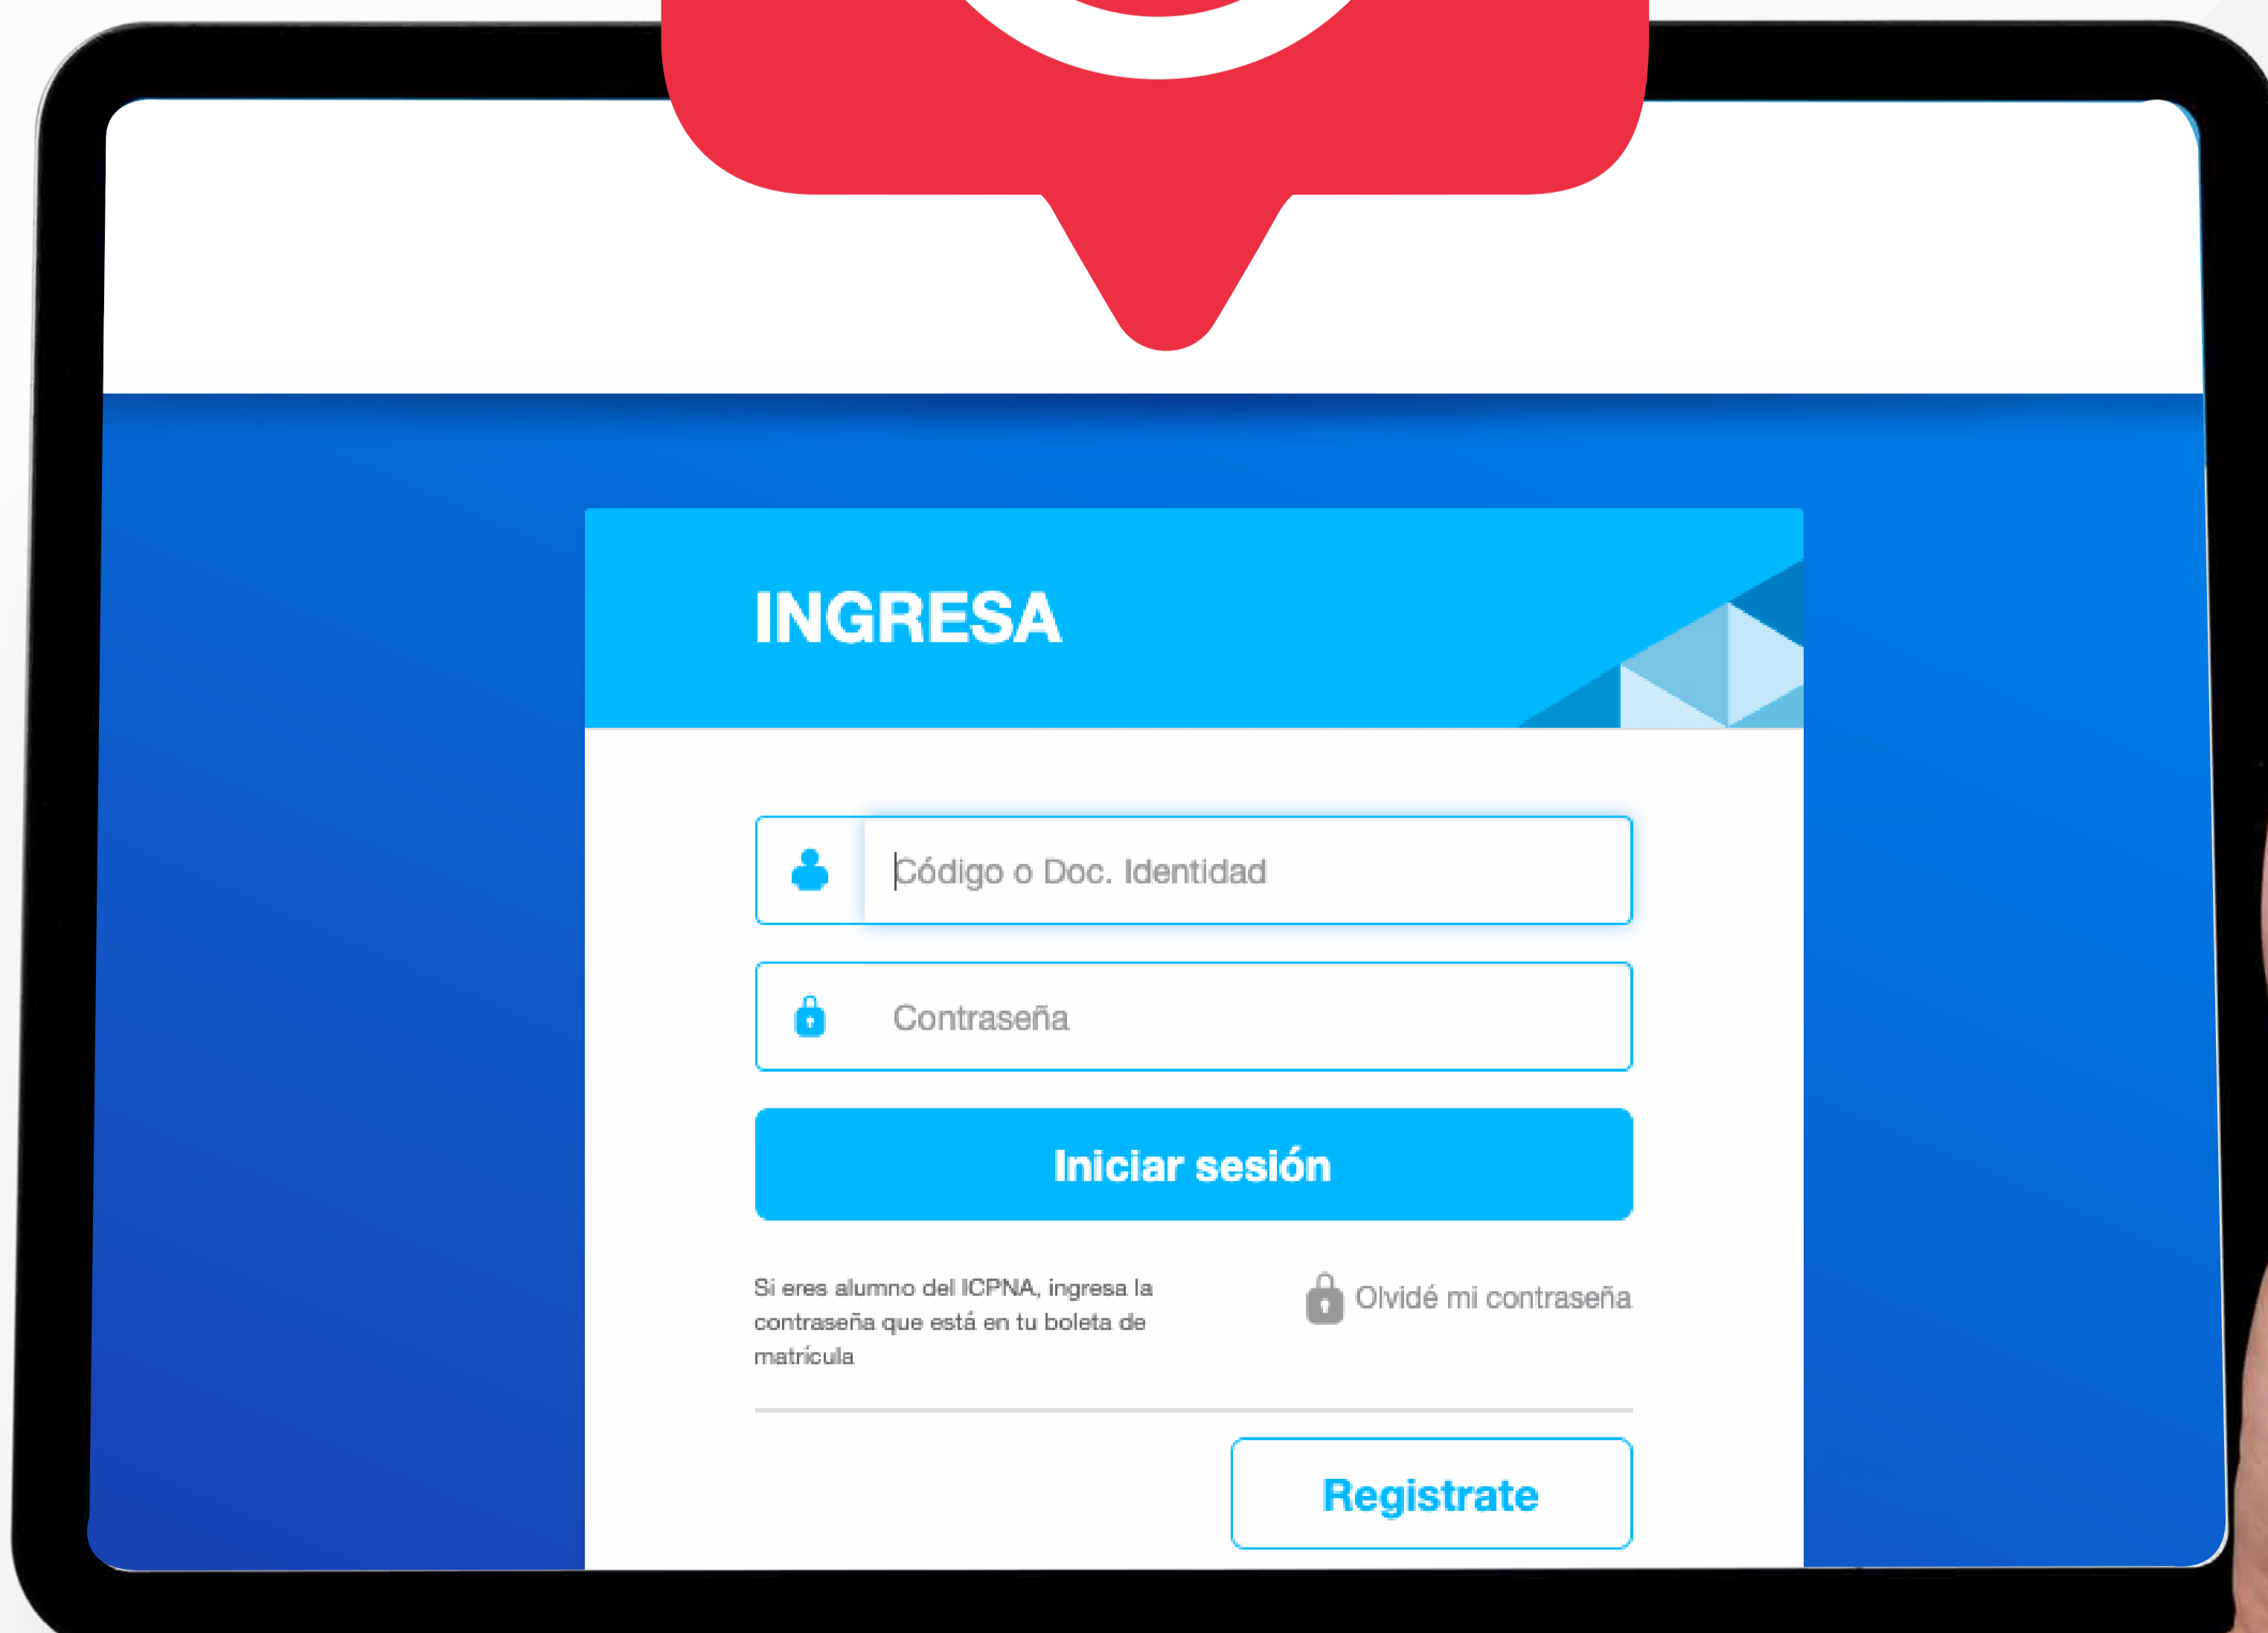 INGRESA
Código o Doc. Identidad
Contraseña
Iniciar sesión
Si eres alumno del ICPNA, ingresa la
contraseña que está en tu boleta de
matrícula
Olvidé mi contraseña
Registrate